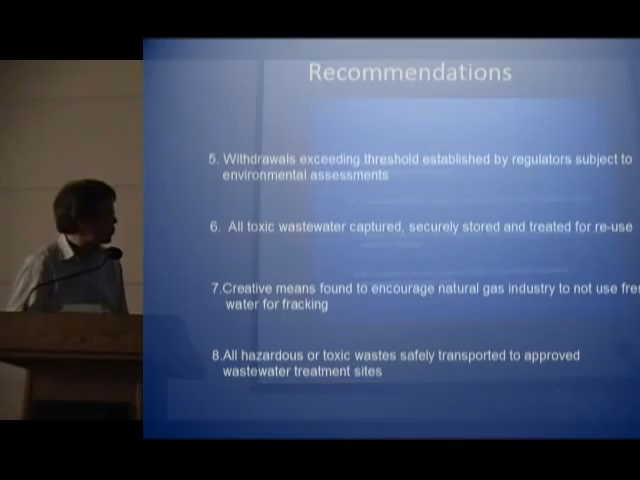 Recommendations
5. Withdrawals exceeding threshold established by regulators subject to
environmental assessments
6. All toxic wastewater captured, securely stored and treated for re-use
7.Creative means found to encourage natural gas industry to not use fres
water for fracking
8.All hazardous or toxic wastes safely transported to approved
wastewater treatment sites